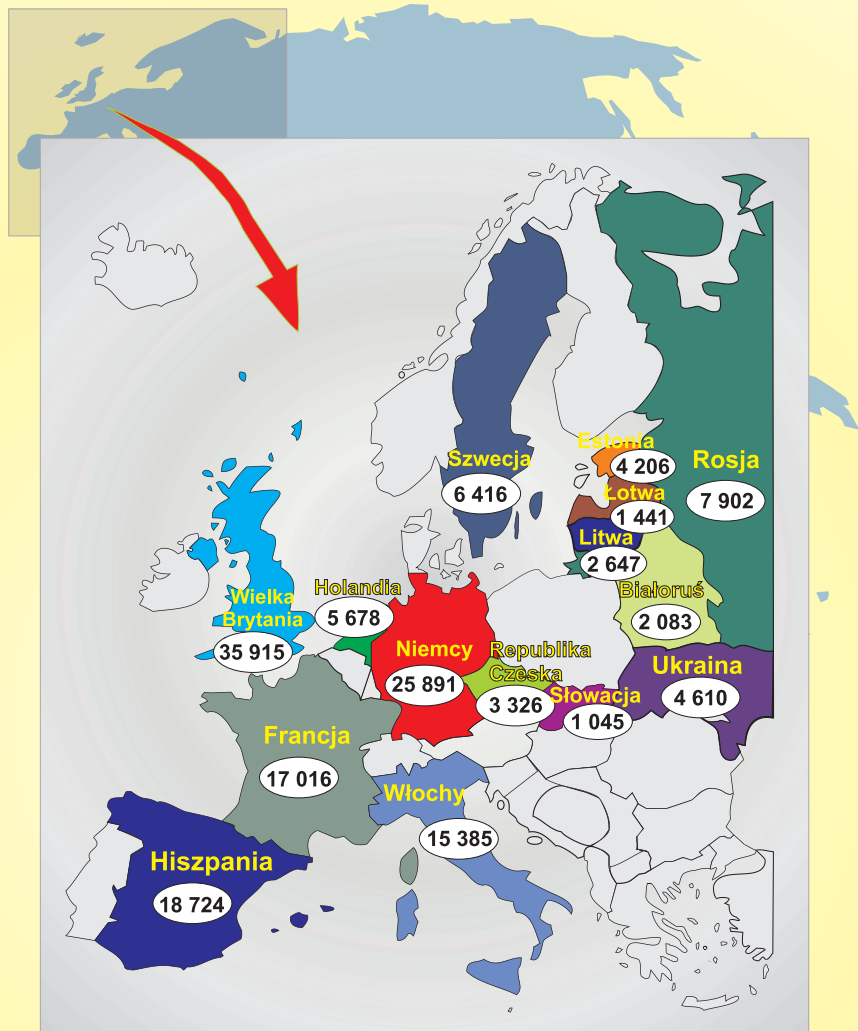 Szwecja
6 416
Estonia
4 206
Rosja
7 902
Łotwa
1 441
Litwa
2 647
Białoruś
2 083
Wielka
Brytania
35 915
Holandia
5 678
Niemcy
25 891
Republika
Czeska
3 326
Słowacja
1 045
Ukraina
4 610
Francja
17 016
Włochy
15 385
Hiszpania
18 724